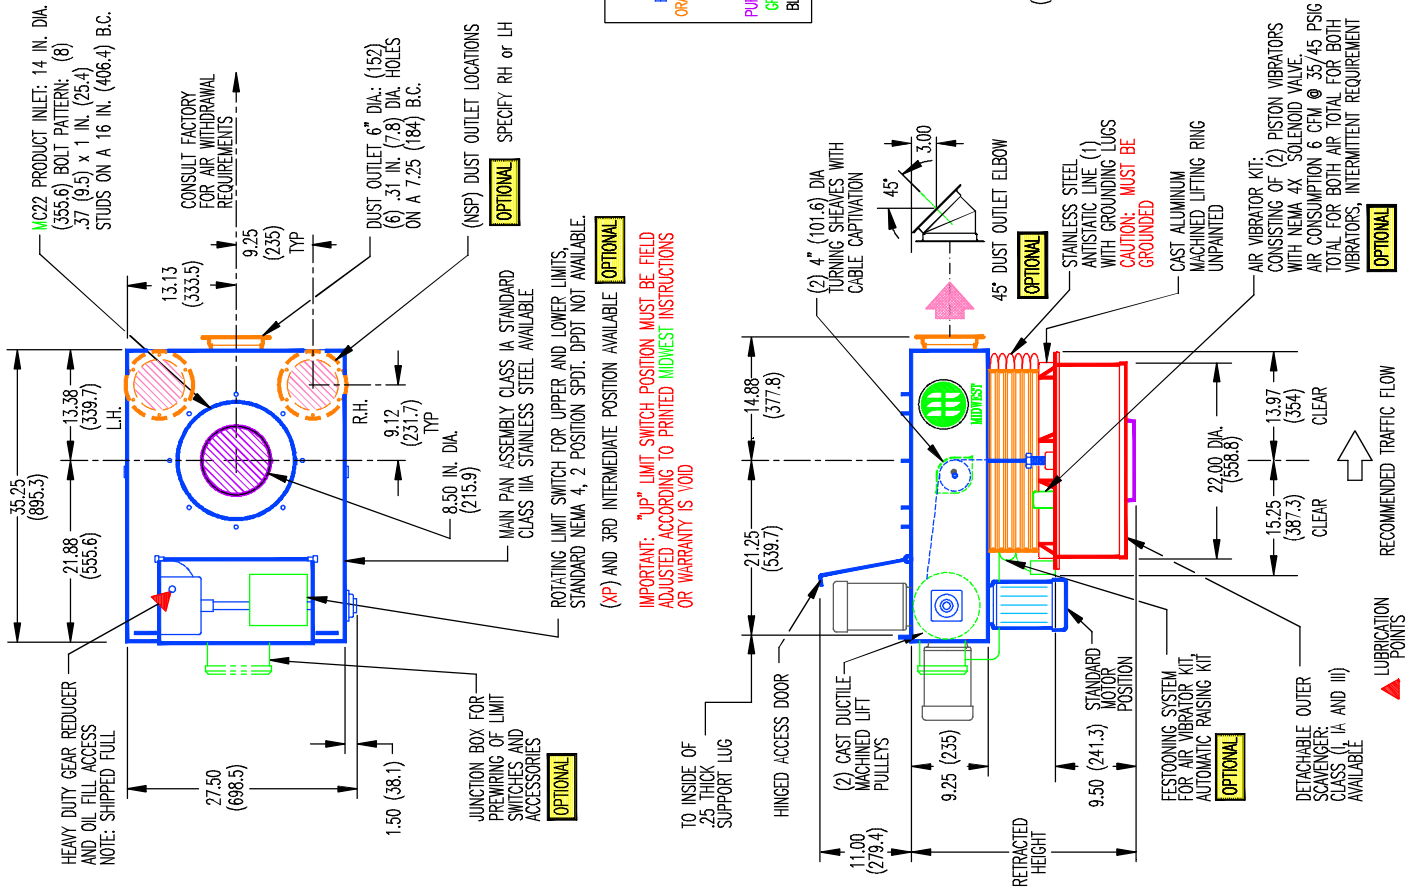 MC22 PRODUCT INLET: 14 IN. DIA.
(355.6) BOLT PATTERN: (8)
.37 (9.5) x 1 IN. (25.4)
STUDS ON A 16 IN. (406.4) B.C.
CONSULT FACTORY
FOR AIR WITHDRAWAL
REQUIREMENTS
DUST OUTLET 6" DIA.: (152)
(6) .31 IN. (7.8) DIA. HOLES
ON A 7.25 (184) B.C.
(NSP) DUST OUTLET LOCATIONS
OPTIONAL SPECIFY RH or LH
13.13
(333.5)
9.25
(235)
TYP
35.25
(895.3)
13.38
(339.7)
21.88
(555.6)
L.H.
R.H.
9.12
(231.7)
TYP
8.50 IN. DIA.
(215.9)
MAIN PAN ASSEMBLY CLASS IA STANDARD
CLASS IIIA STAINLESS STEEL AVAILABLE
ROTATING LIMIT SWITCH FOR UPPER AND LOWER LIMITS,
STANDARD NEMA 4, 2 POSITION SPDT. DPDT NOT AVAILABLE.
(XP) AND 3RD INTERMEDIATE POSITION AVAILABLE OPTIONAL
IMPORTANT: "UP" LIMIT SWITCH POSITION MUST BE FIELD
ADJUSTED ACCORDING TO PRINTED MIDWEST INSTRUCTIONS
OR WARRANTY IS VOID
HEAVY DUTY GEAR REDUCER
AND OIL FILL ACCESS
NOTE: SHIPPED FULL
27.50
(698.5)
1.50 (38.1)
JUNCTION BOX FOR
PREWIRING OF LIMIT
SWITCHES AND
ACCESSORIES
OPTIONAL
(2) 4" (101.6) DIA
TURNING SHEAVES WITH
CABLE CAPTIVATION
45°
3.00
45° DUST OUTLET ELBOW
OPTIONAL
STAINLESS STEEL
ANTISTATIC LINE (1)
WITH GROUNDING LUGS
CAUTION: MUST BE
GROUNDED
CAST ALUMINUM
MACHINED LIFTING RING
UNPAINTED
AIR VIBRATOR KIT:
CONSISTING OF (2) PISTON VIBRATORS
WITH NEMA 4X SOLENOID VALVE.
AIR CONSUMPTION 6 CFM @ 35/45 PSIG
TOTAL FOR BOTH AIR TOTAL FOR BOTH
VIBRATORS, INTERMITTENT REQUIREMENT
OPTIONAL
14.88
(377.8)
21.25
(539.7)
MIDWEST
TO INSIDE OF
.25 THICK
SUPPORT LUG
HINGED ACCESS DOOR
(2) CAST DUCTILE
MACHINED LIFT
PULLEYS
11.00
(279.4)
9.25 (235)
9.50 (241.3)
RETRACTED
HEIGHT
STANDARD
MOTOR
POSITION
FESTOONING SYSTEM
FOR AIR VIBRATOR KIT,
AUTOMATIC RAISING KIT
OPTIONAL
DETACHABLE OUTER
SCAVENGER:
CLASS (I, IA AND III)
AVAILABLE
22.00 DIA.
(558.8)
13.97
(354)
CLEAR
15.25
(387.3)
CLEAR
RECOMMENDED TRAFFIC FLOW
LUBRICATION
POINTS